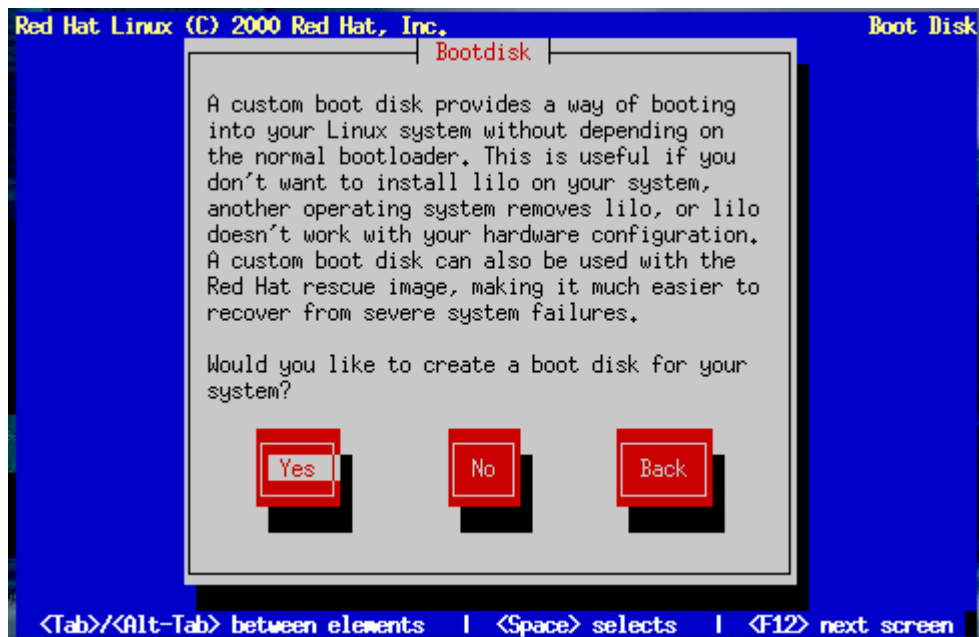 Red Hat Linux (C) 2000 Red Hat, Inc. Boot Disk
Bootdisk
A custom boot disk provides a way of booting
into your Linux system without depending on
the normal bootloader. This is useful if you
don't want to install lilo on your system,
another operating system removes lilo, or lilo
doesn't work with your hardware configuration.
A custom boot disk can also be used with the
Red Hat rescue image, making it much easier to
recover from severe system failures.
Would you like to create a boot disk for your
system?
Yes No Back
<Tab>/<Alt-Tab> between elements | <Space> selects | <F12> next screen